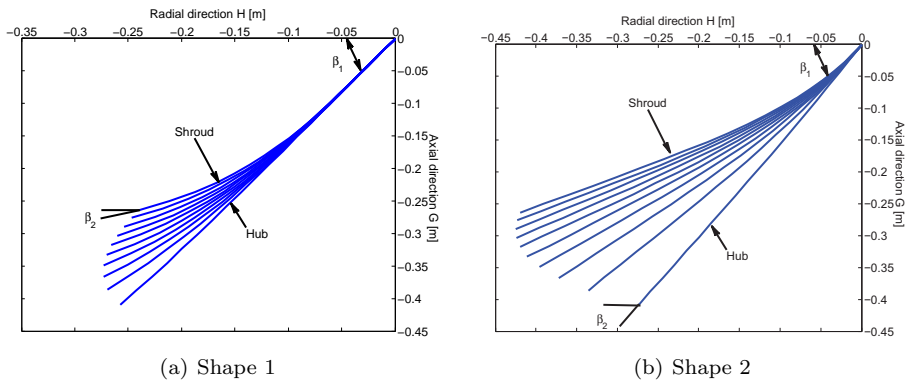 Radial direction H [m]
−0.35 −0.3 −0.25 −0.2 −0.15 −0.1 −0.05 0
0
β1
−0.05
−0.1
Shroud
−0.15
Axial direction G [m]
−0.2
β2
−0.25
Hub
−0.3
−0.35
−0.4
−0.45
(a) Shape 1
Radial direction H [m]
−0.45 −0.4 −0.35 −0.3 −0.25 −0.2 −0.15 −0.1 −0.05 0
0
β1
−0.05
Shroud
−0.1
−0.15
Axial direction G [m]
−0.2
−0.25
−0.3
Hub
−0.35
−0.4
β2
−0.45
(b) Shape 2